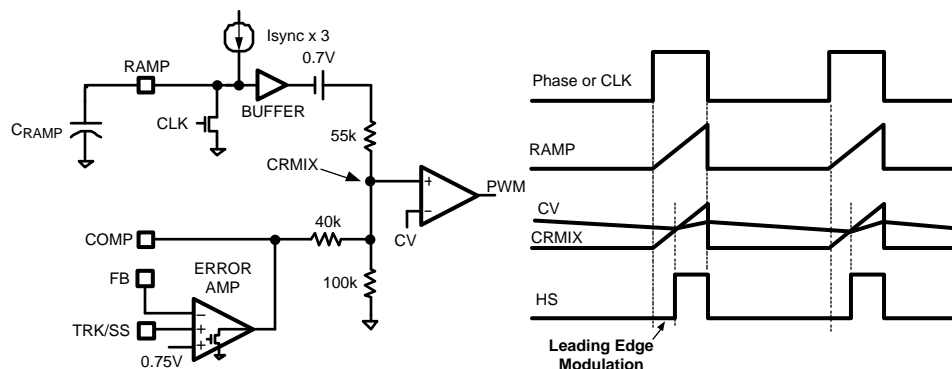 Isync x 3
0.7V
RAMP
BUFFER
CLK
C_RAMP
55k
CRMIX
PWM
CV
40k
COMP
100k
FB
ERROR
AMP
TRK/SS
0.75V
Phase or CLK
RAMP
CV
CRMIX
HS
Leading Edge
Modulation